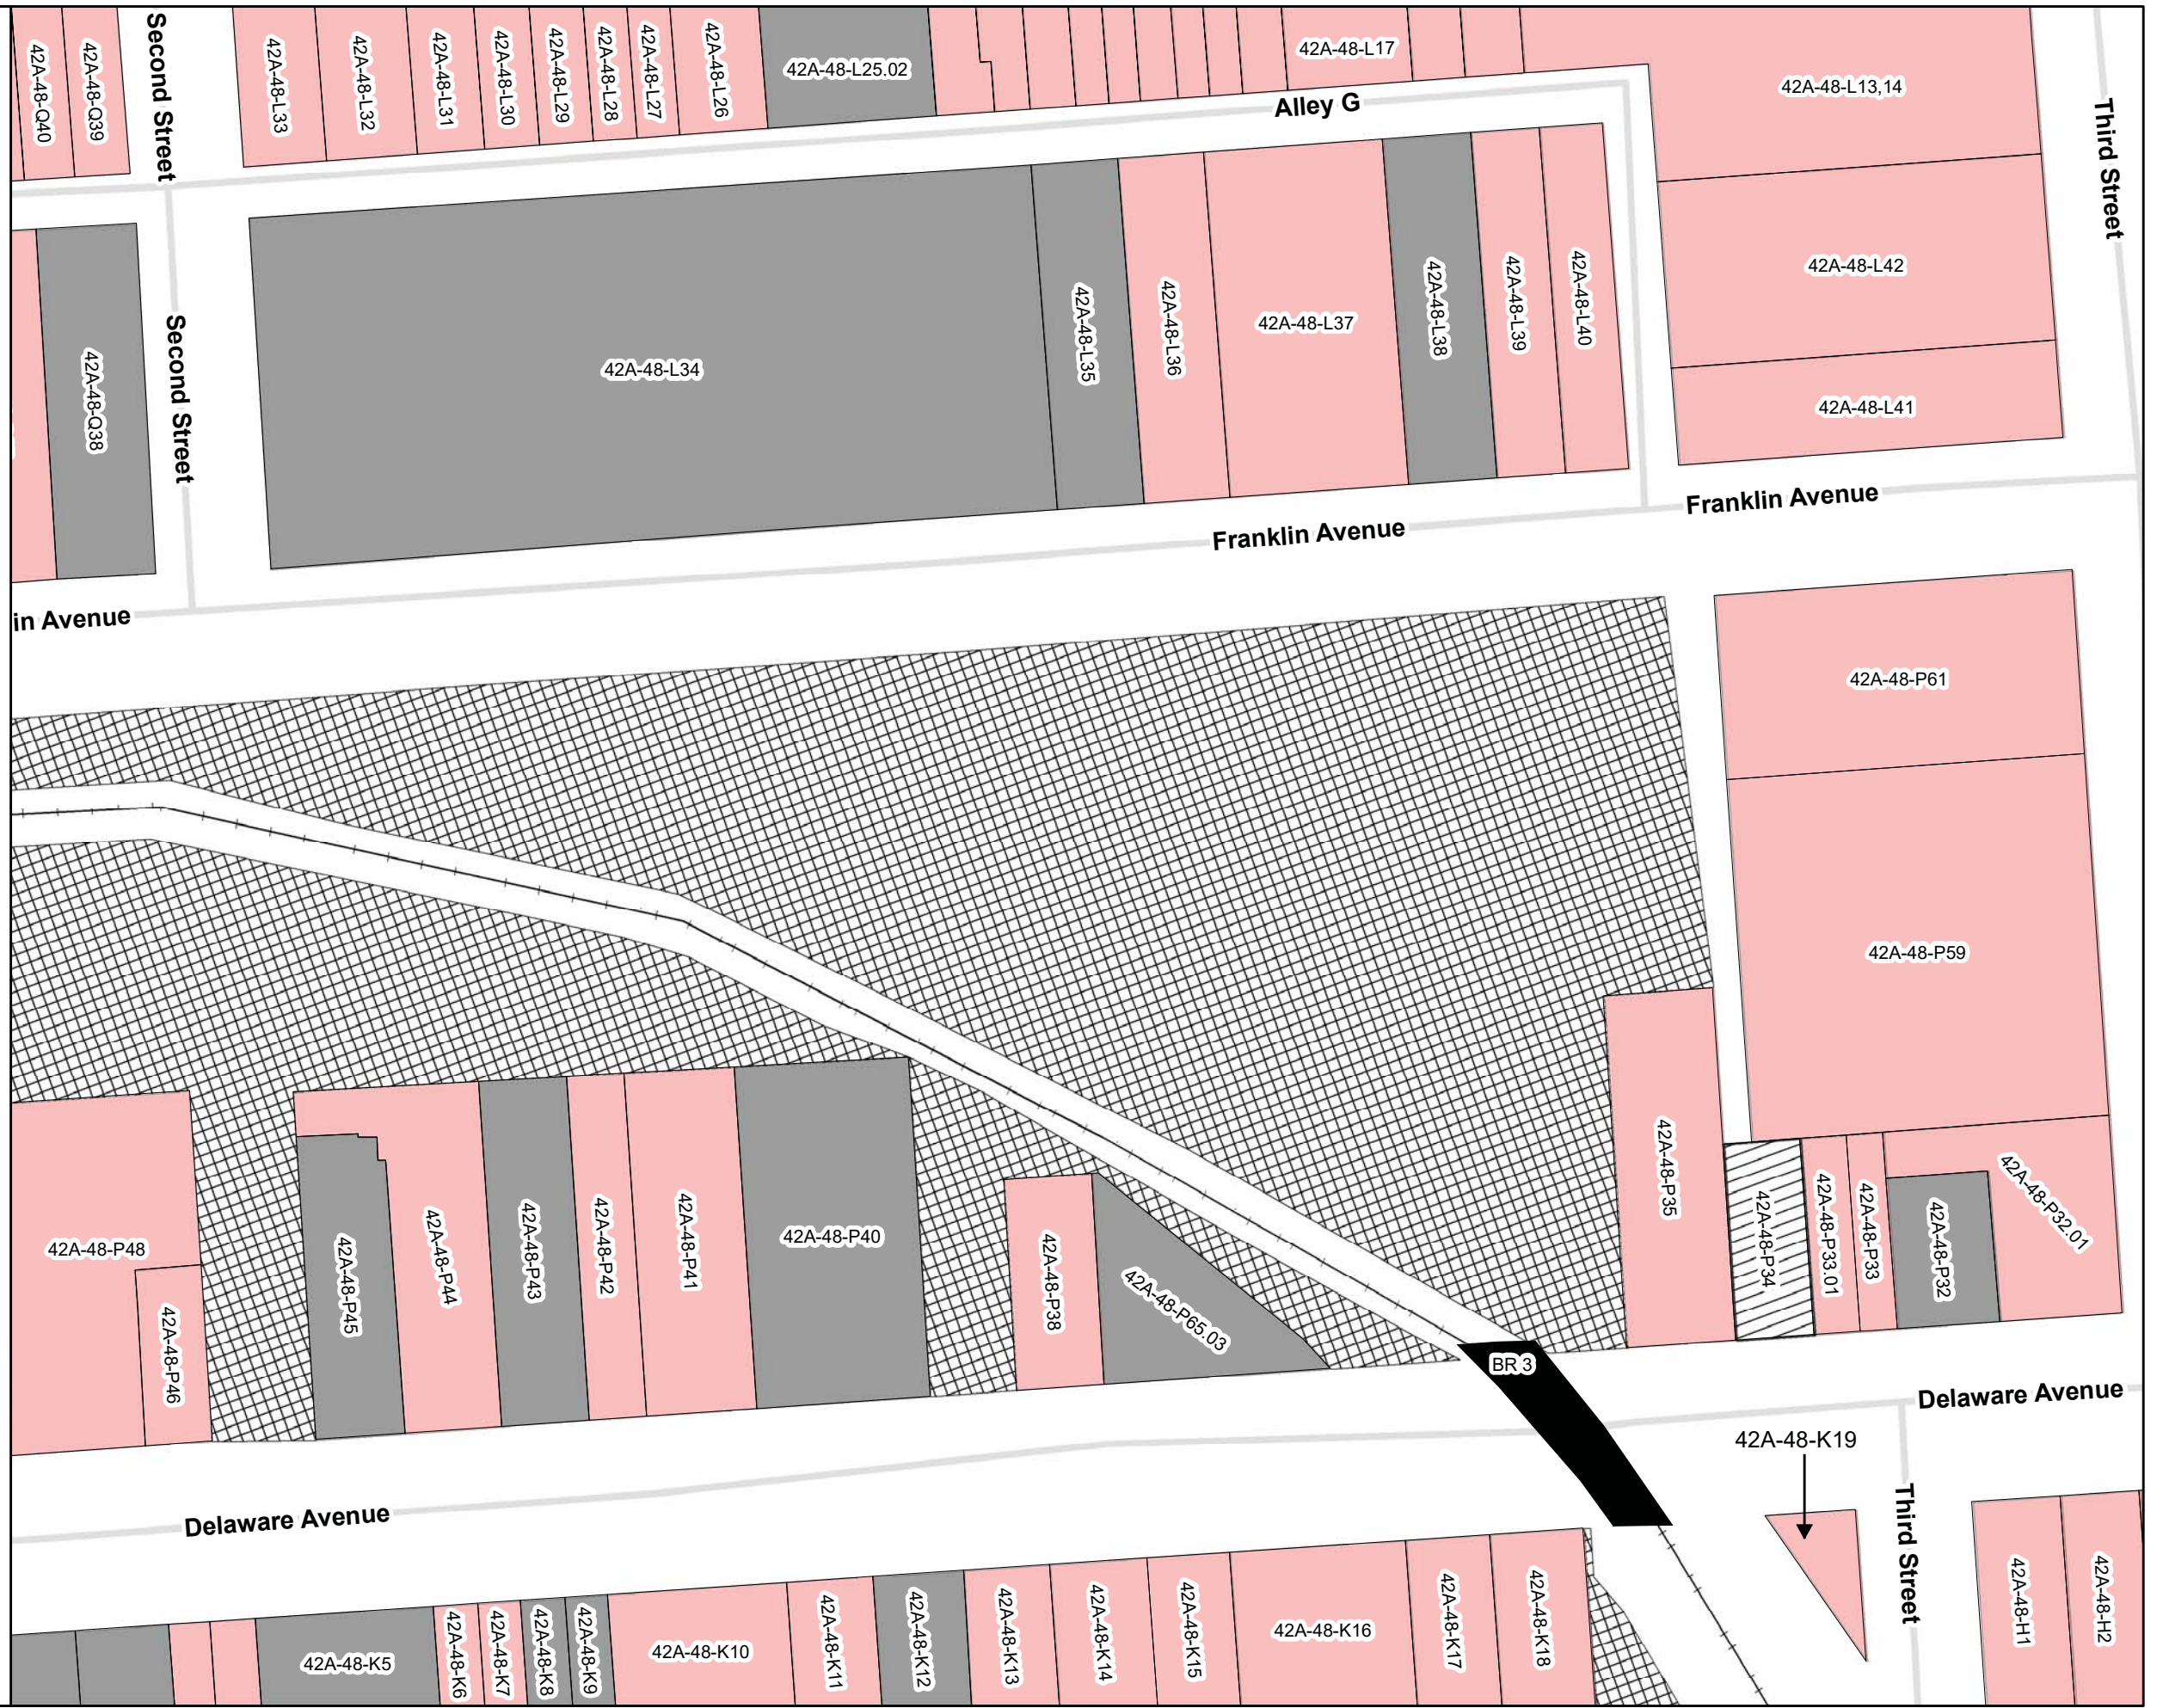 42A-48-Q40
42A-48-Q39
Second Street
42A-48-L33
42A-48-L32
42A-48-L31
42A-48-L30
42A-48-L29
42A-48-L28
42A-48-L27
42A-48-L26
42A-48-L25.02
42A-48-L17
Alley G
42A-48-L13,14
Third Street
42A-48-Q38
Second Street
42A-48-L34
42A-48-L35
42A-48-L36
42A-48-L37
42A-48-L38
42A-48-L39
42A-48-L40
42A-48-L42
42A-48-L41
Franklin Avenue
Franklin Avenue
in Avenue
42A-48-P61
42A-48-P59
42A-48-P48
42A-48-P46
42A-48-P45
42A-48-P44
42A-48-P43
42A-48-P42
42A-48-P41
42A-48-P40
42A-48-P38
42A-48-P65.03
42A-48-P35
42A-48-P34
42A-48-P33.01
42A-48-P33
42A-48-P32
42A-48-P32.01
BR 3
Delaware Avenue
42A-48-K19
Delaware Avenue
Third Street
42A-48-K5
42A-48-K6
42A-48-K7
42A-48-K8
42A-48-K9
42A-48-K10
42A-48-K11
42A-48-K12
42A-48-K13
42A-48-K14
42A-48-K15
42A-48-K16
42A-48-K17
42A-48-K18
42A-48-H1
42A-48-H2